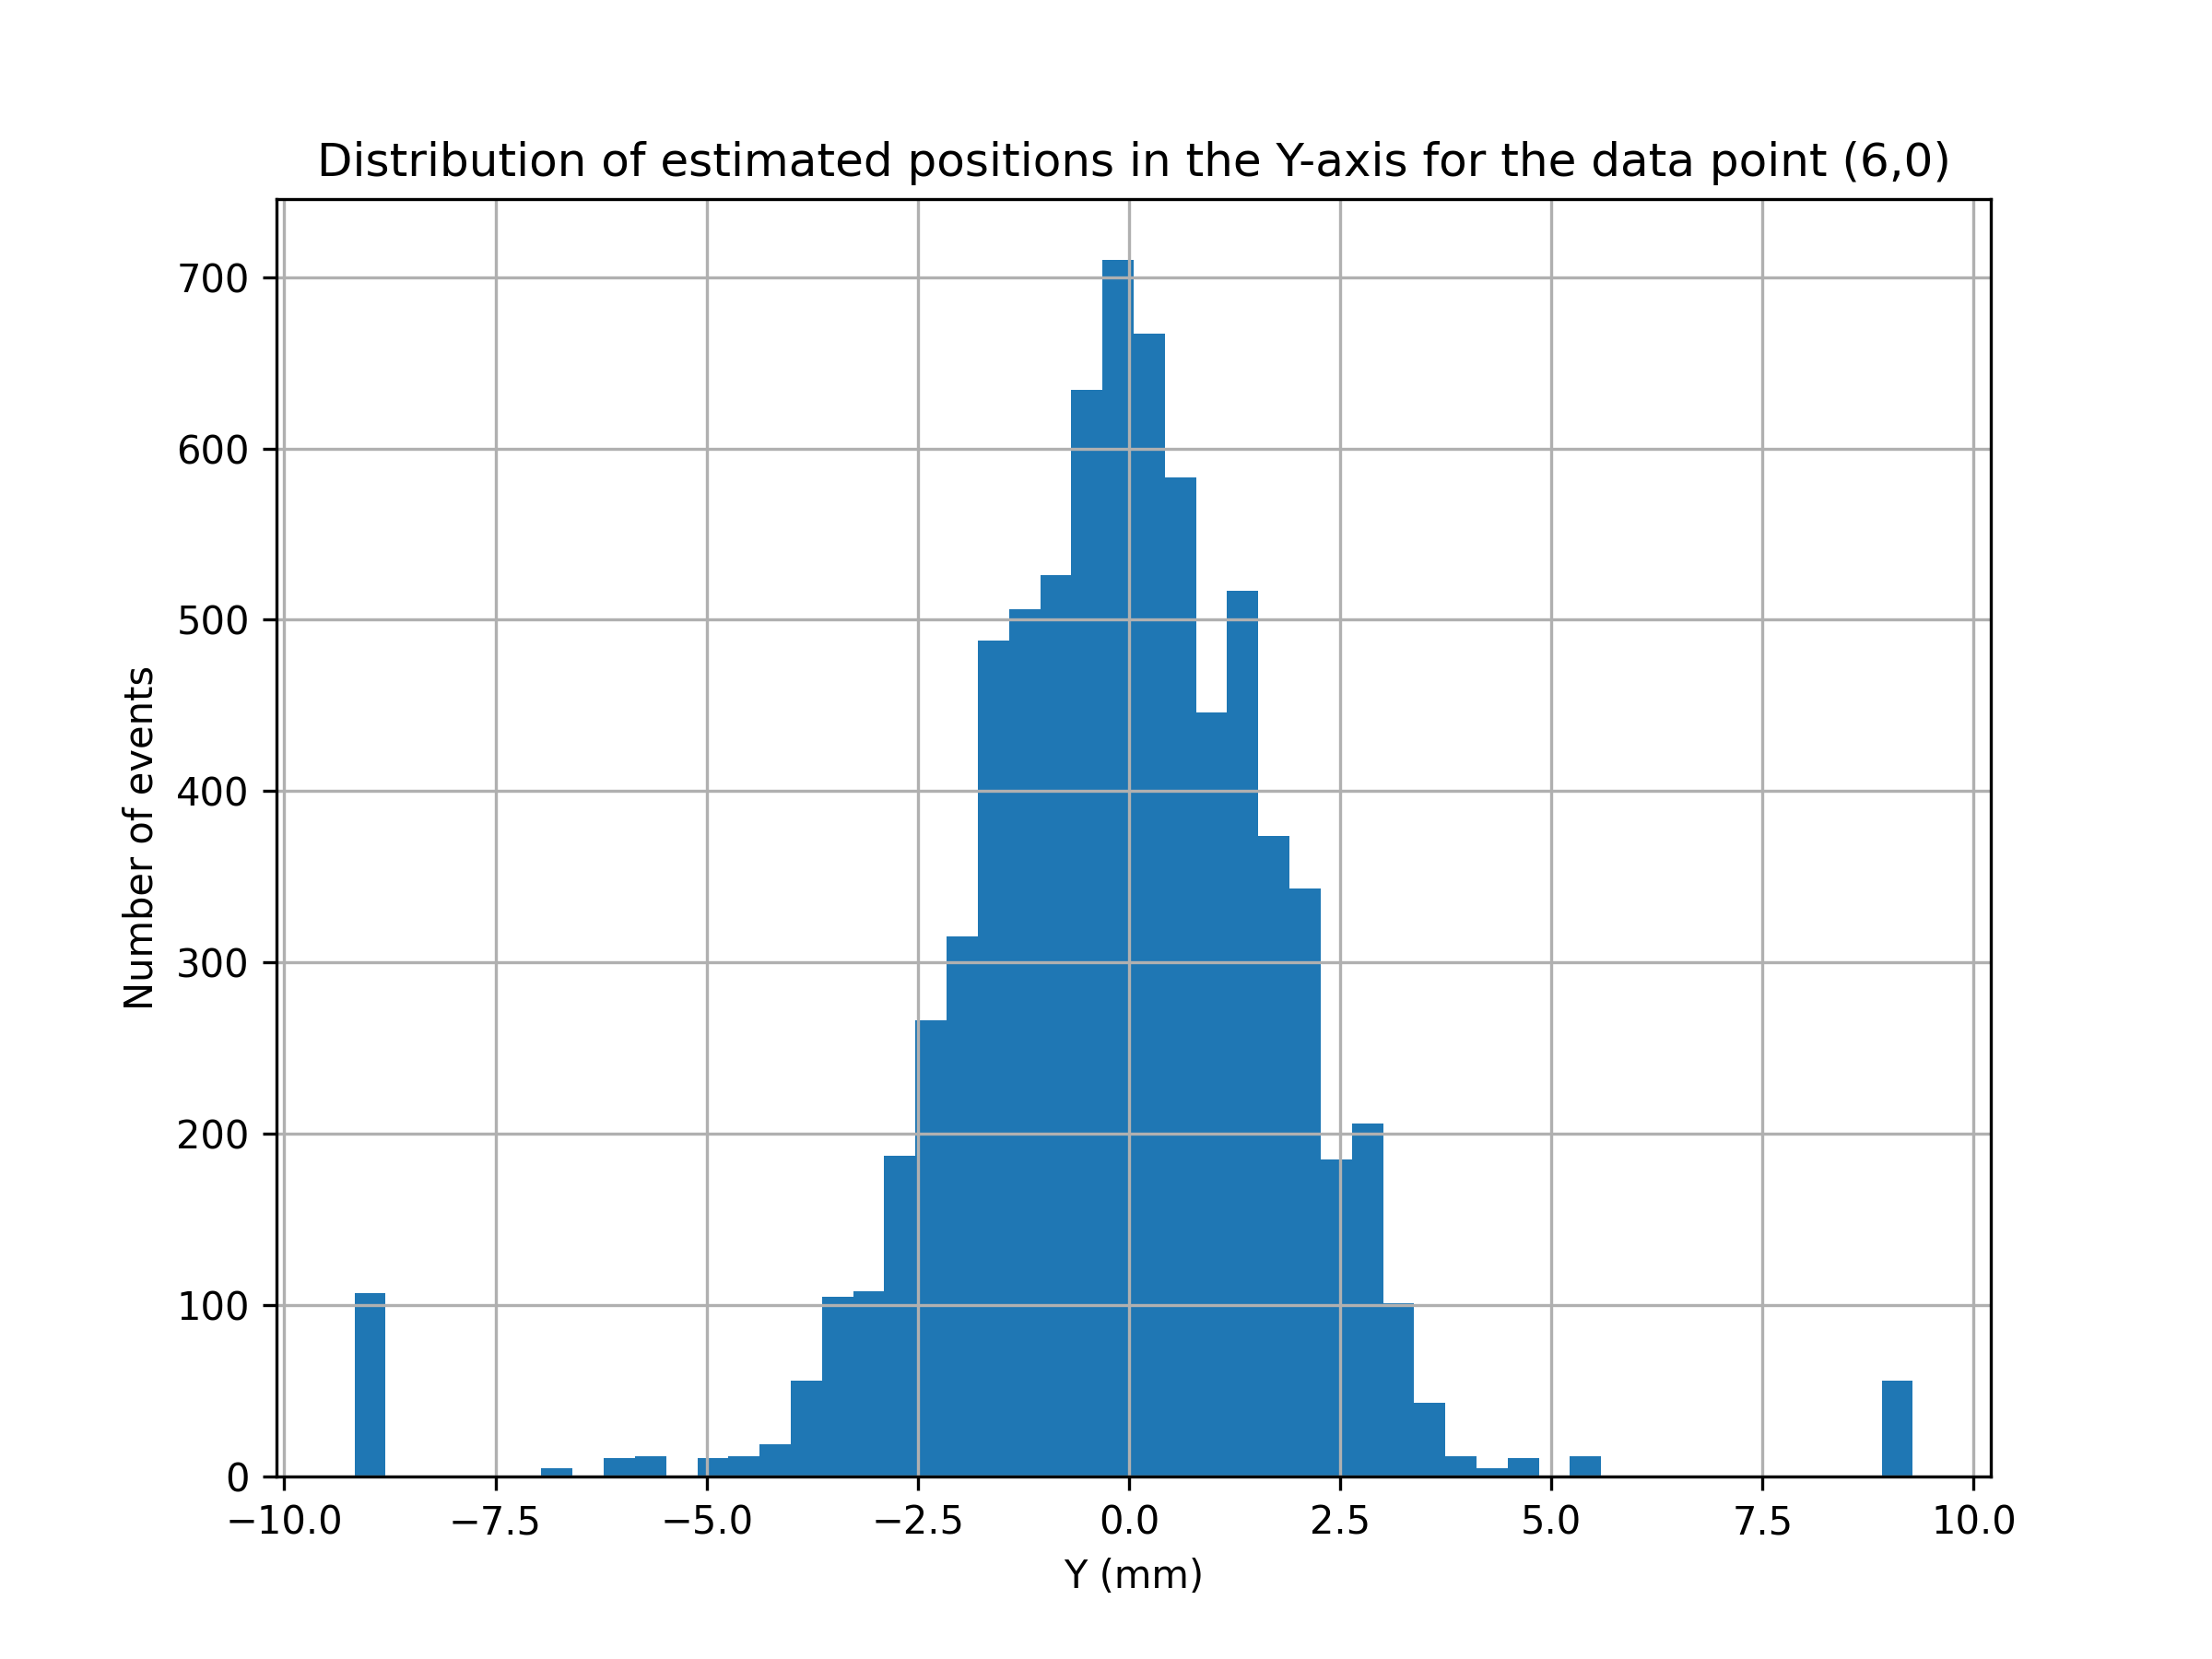 Distribution of estimated positions in the Y-axis for the data point (6,0)
700
600
500
400
300
200
100
0
Number of events
−10.0 −7.5 −5.0 −2.5 0.0 2.5 5.0 7.5 10.0
Y (mm)